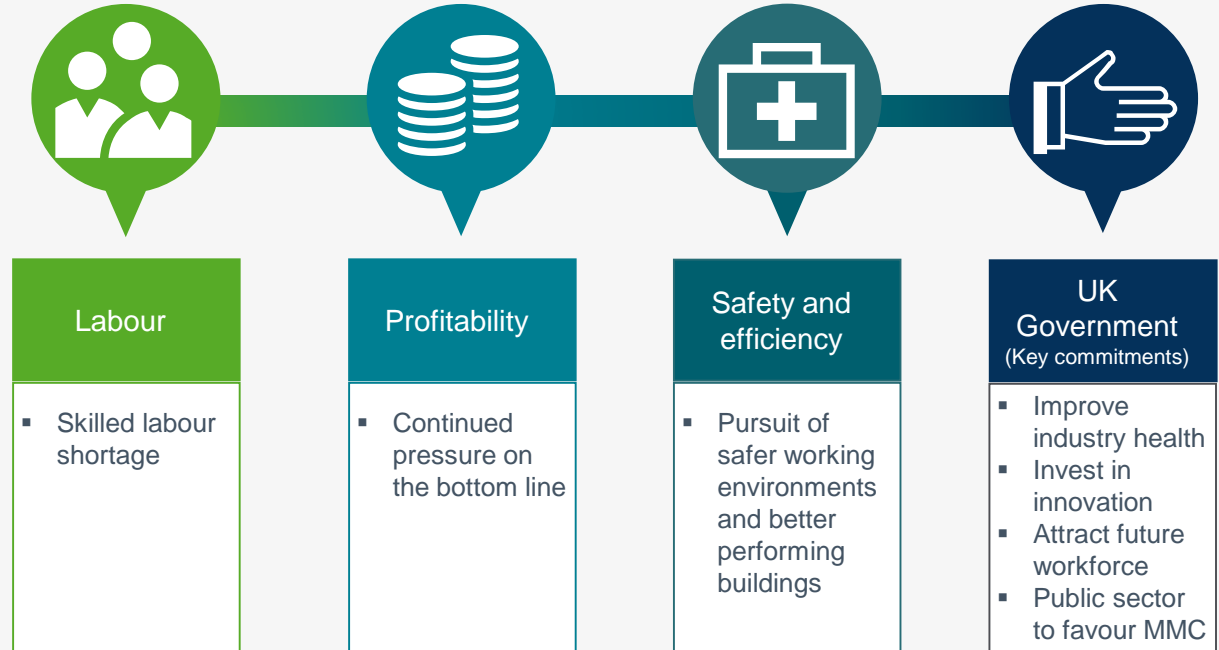 Labour
▪ Skilled labour
shortage
Profitability
▪ Continued
pressure on
the bottom line
Safety and
efficiency
▪ Pursuit of
safer working
environments
and better
performing
buildings
UK
Government
(Key commitments)
▪ Improve
industry health
▪ Invest in
innovation
▪ Attract future
workforce
▪ Public sector
to favour MMC